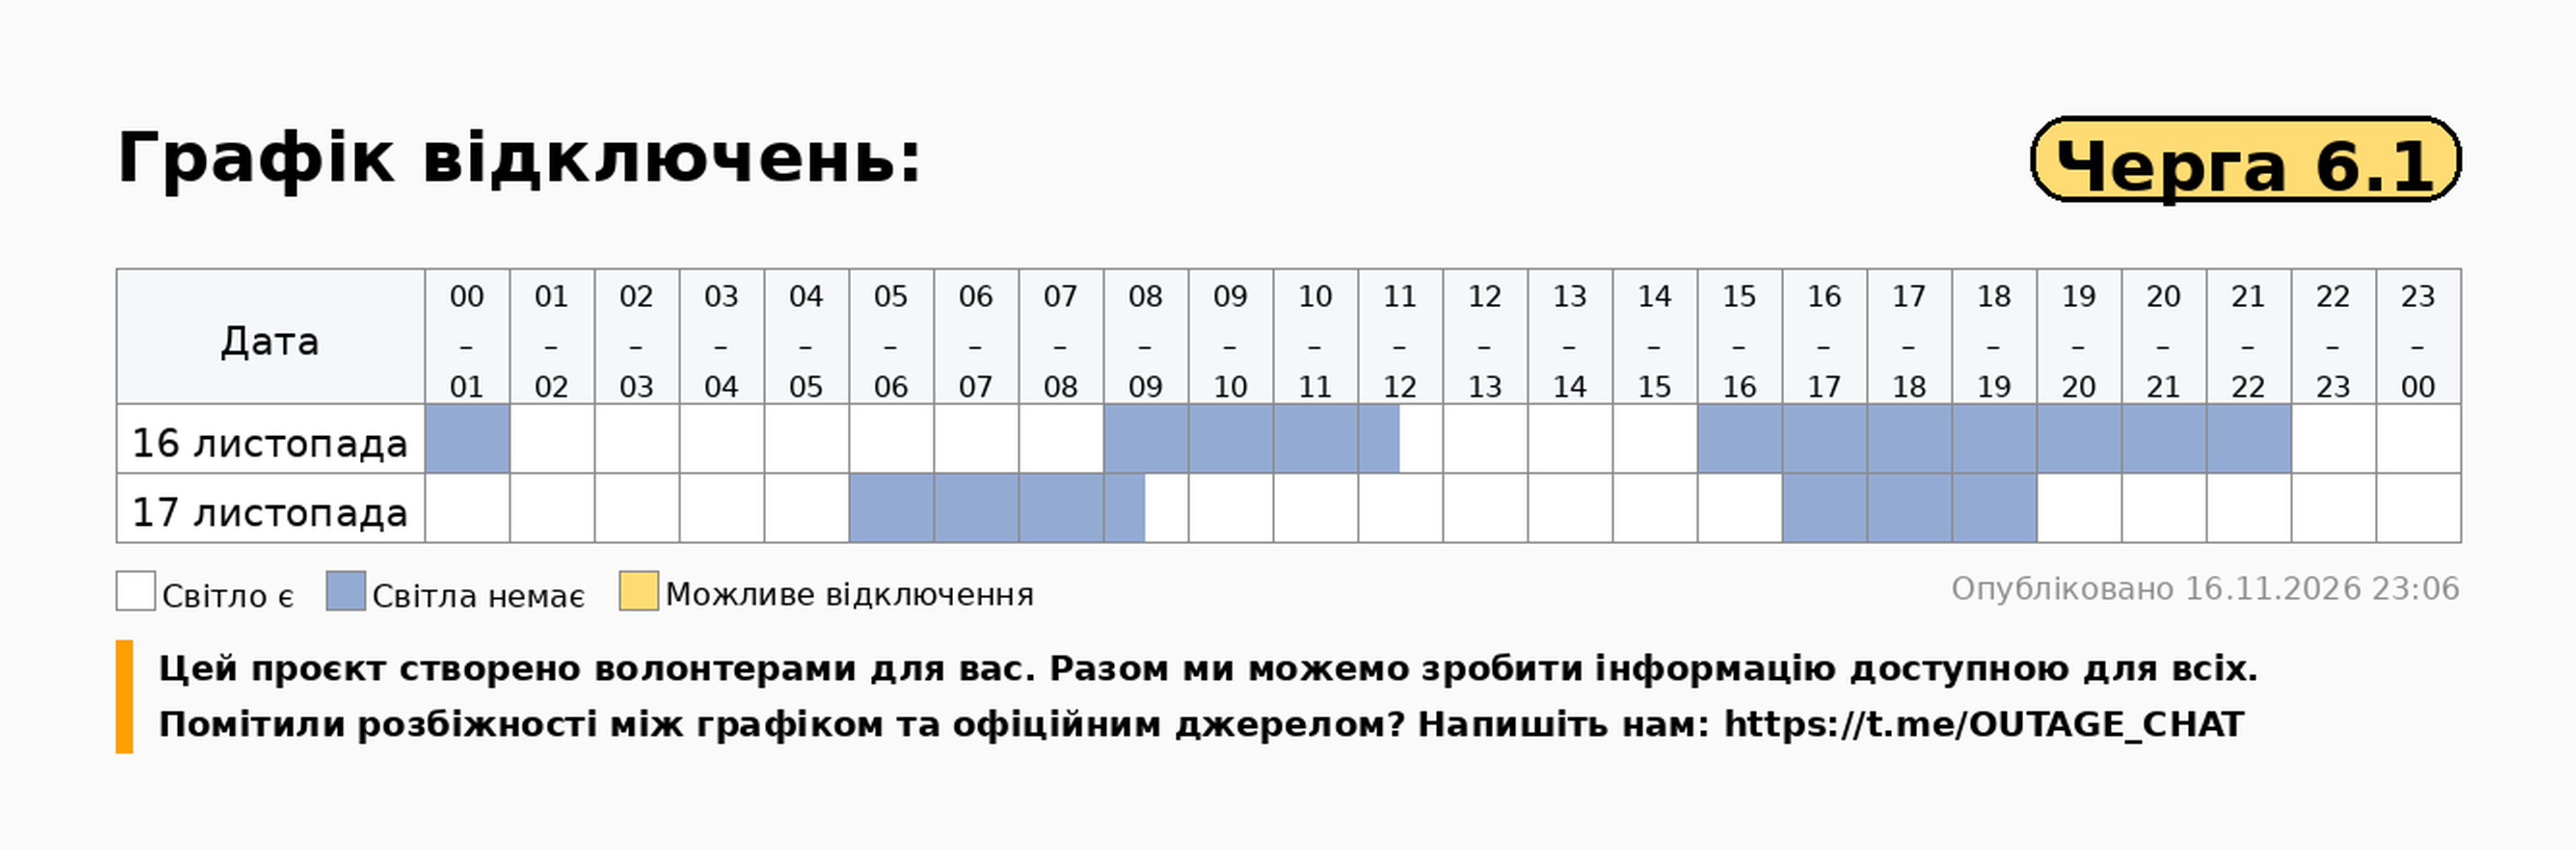 Графік відключень:
Черга 6.1
Дата
00 – 01
01 – 02
02 – 03
03 – 04
04 – 05
05 – 06
06 – 07
07 – 08
08 – 09
09 – 10
10 – 11
11 – 12
12 – 13
13 – 14
14 – 15
15 – 16
16 – 17
17 – 18
18 – 19
19 – 20
20 – 21
21 – 22
22 – 23
23 – 00
16 листопада
17 листопада
Світло є
Світла немає
Можливе відключення
Опубліковано 16.11.2026 23:06
Цей проєкт створено волонтерами для вас. Разом ми можемо зробити інформацію доступною для всіх.
Помітили розбіжності між графіком та офіційним джерелом? Напишіть нам: https://t.me/OUTAGE_CHAT